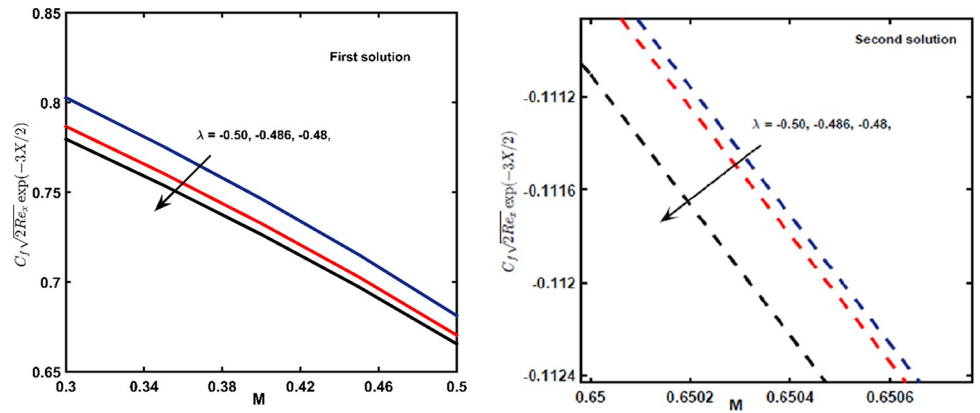 0.85
0.8
0.75
0.7
0.65
0.3
0.34
0.38
0.42
0.46
0.5
M
C_f√2Re_x exp(−3X/2)
First solution
λ = -0.50, -0.486, -0.48,
-0.1112
-0.1116
-0.112
-0.1124
0.65
0.6502
0.6504
0.6506
M
C_f√2Re_x exp(−3X/2)
Second solution
λ = -0.50, -0.486, -0.48,